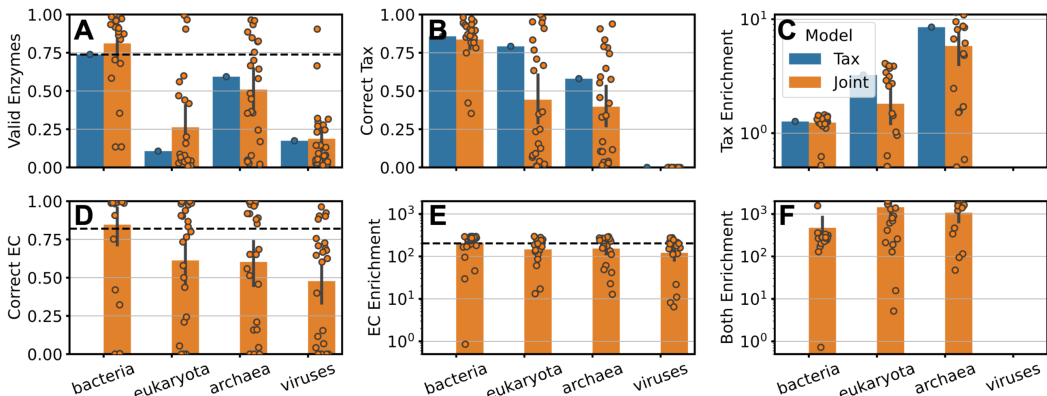 A
Valid Enzymes
1.00
0.75
0.50
0.25
0.00
B
Correct Tax
1.00
0.75
0.50
0.25
0.00
C
Tax Enrichment
10¹
10⁰
Model
Tax
Joint
D
Correct EC
1.00
0.75
0.50
0.25
0.00
bacteria
eukaryota
archaea
viruses
E
EC Enrichment
10³
10²
10¹
10⁰
bacteria
eukaryota
archaea
viruses
F
Both Enrichment
10³
10²
10¹
10⁰
bacteria
eukaryota
archaea
viruses